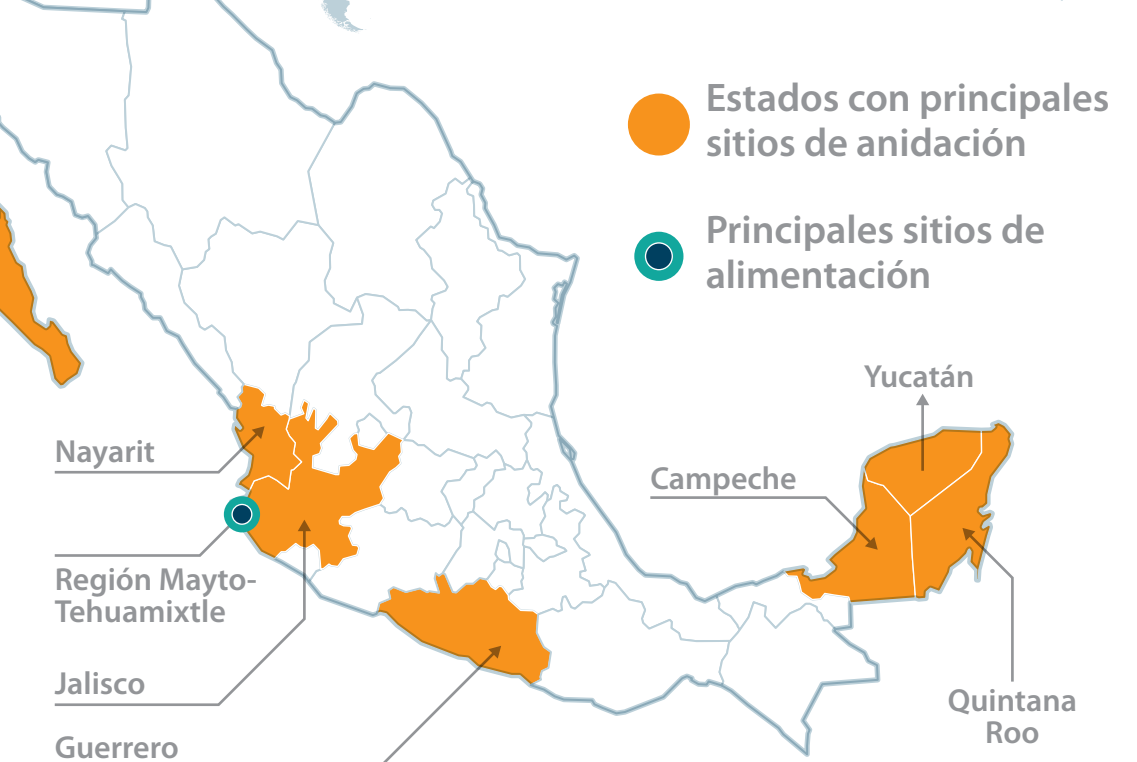 Estados con principales
sitios de anidación
Principales sitios de
alimentación
Yucatán
Nayarit
Campeche
Región Mayto-
Tehuamixtle
Jalisco
Quintana
Roo
Guerrero